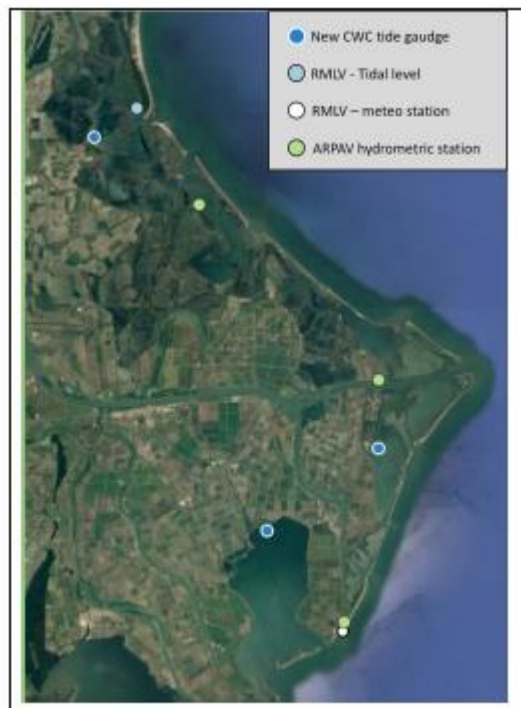 New CWC tide gaudge
RMLV - Tidal level
RMLV – meteo station
ARPAV hydrometric station